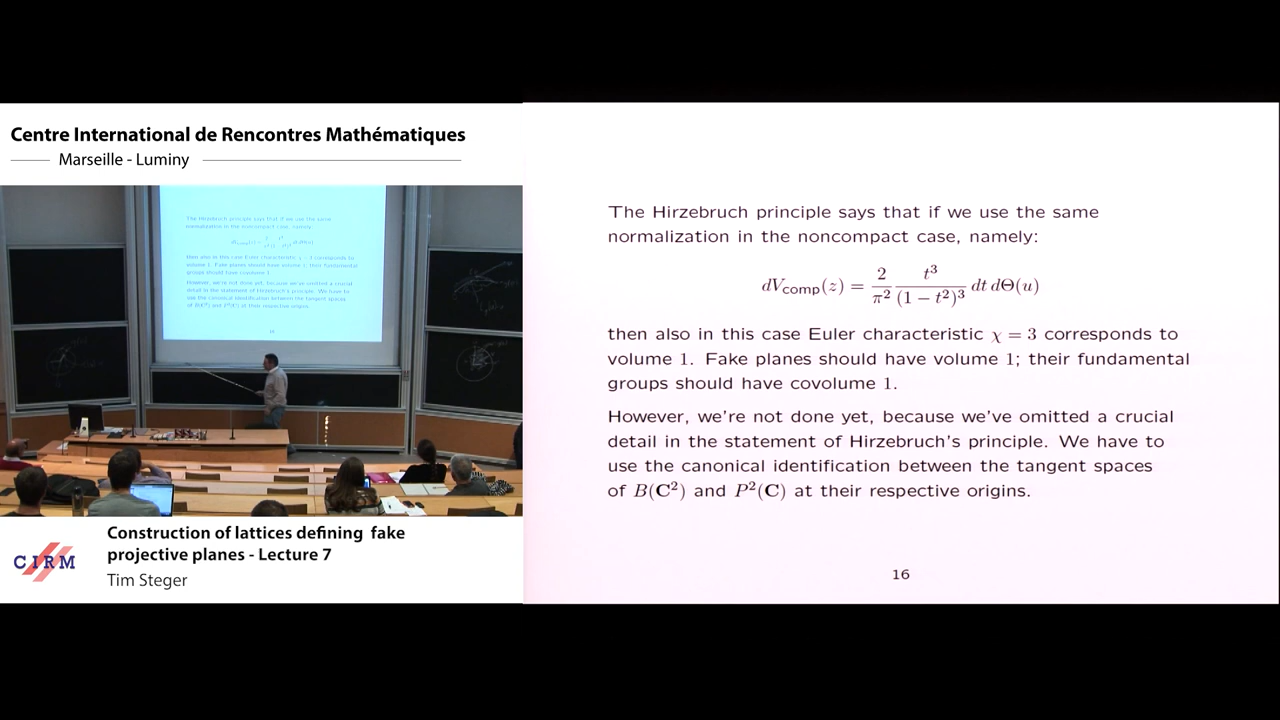 Centre International de Rencontres Mathématiques
Marseille - Luminy
The Hirzebruch principle says that if we use the same
normalization in the noncompact case, namely:
dV_comp(z) = 2/π² t³/(1 − t²)³ dt dΘ(u)
then also in this case Euler characteristic χ = 3 corresponds to
volume 1. Fake planes should have volume 1; their fundamental
groups should have covolume 1.
However, we're not done yet, because we've omitted a crucial
detail in the statement of Hirzebruch's principle. We have to
use the canonical identification between the tangent spaces
of B(C²) and P²(C) at their respective origins.
16
CIRM
Construction of lattices defining fake
projective planes - Lecture 7
Tim Steger